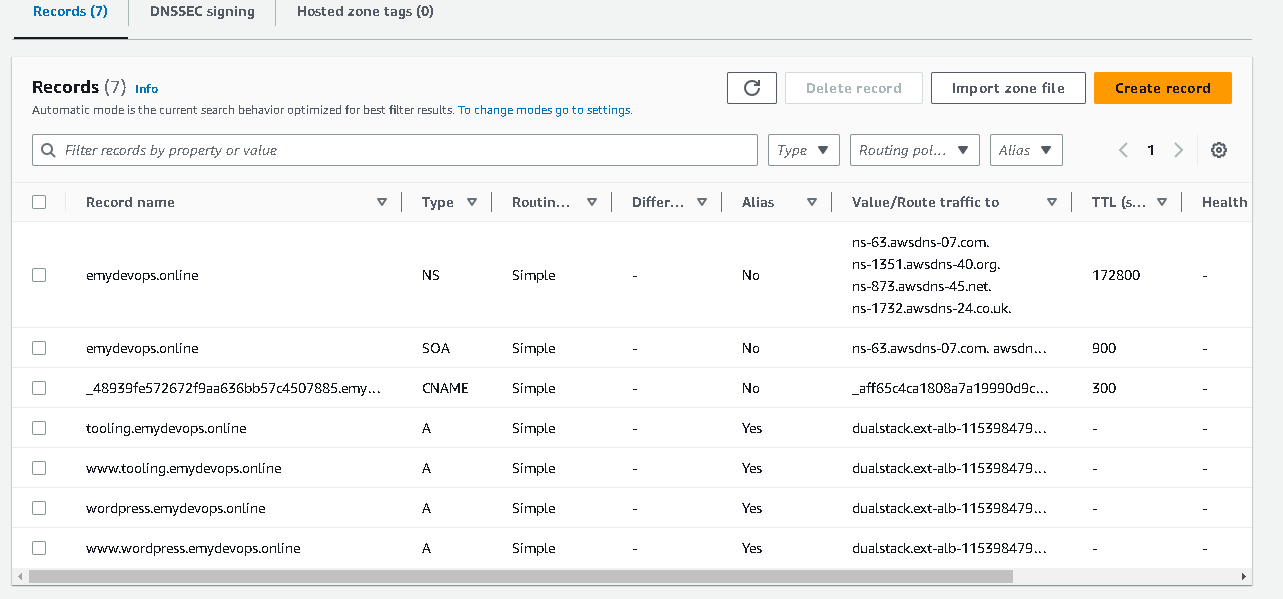 Records (7) DNSSEC signing Hosted zone tags (0)
Records (7) Info
Delete record Import zone file Create record
Automatic mode is the current search behavior optimized for best filter results. To change modes go to settings.
Filter records by property or value Type Routing pol... Alias 1
Record name Type Routin... Differ... Alias Value/Route traffic to TTL (s... Health
emydevops.online NS Simple - No ns-63.awsdns-07.com. 172800 -
ns-1351.awsdns-40.org.
ns-873.awsdns-45.net.
ns-1732.awsdns-24.co.uk.
emydevops.online SOA Simple - No ns-63.awsdns-07.com. awsdn... 900 -
_48939fe572672f9aa636bb57c4507885.emy... CNAME Simple - No _aff65c4ca1808a7a19990d9c... 300 -
tooling.emydevops.online A Simple - Yes dualstack.ext-alb-115398479... - -
www.tooling.emydevops.online A Simple - Yes dualstack.ext-alb-115398479... - -
wordpress.emydevops.online A Simple - Yes dualstack.ext-alb-115398479... - -
www.wordpress.emydevops.online A Simple - Yes dualstack.ext-alb-115398479... - -